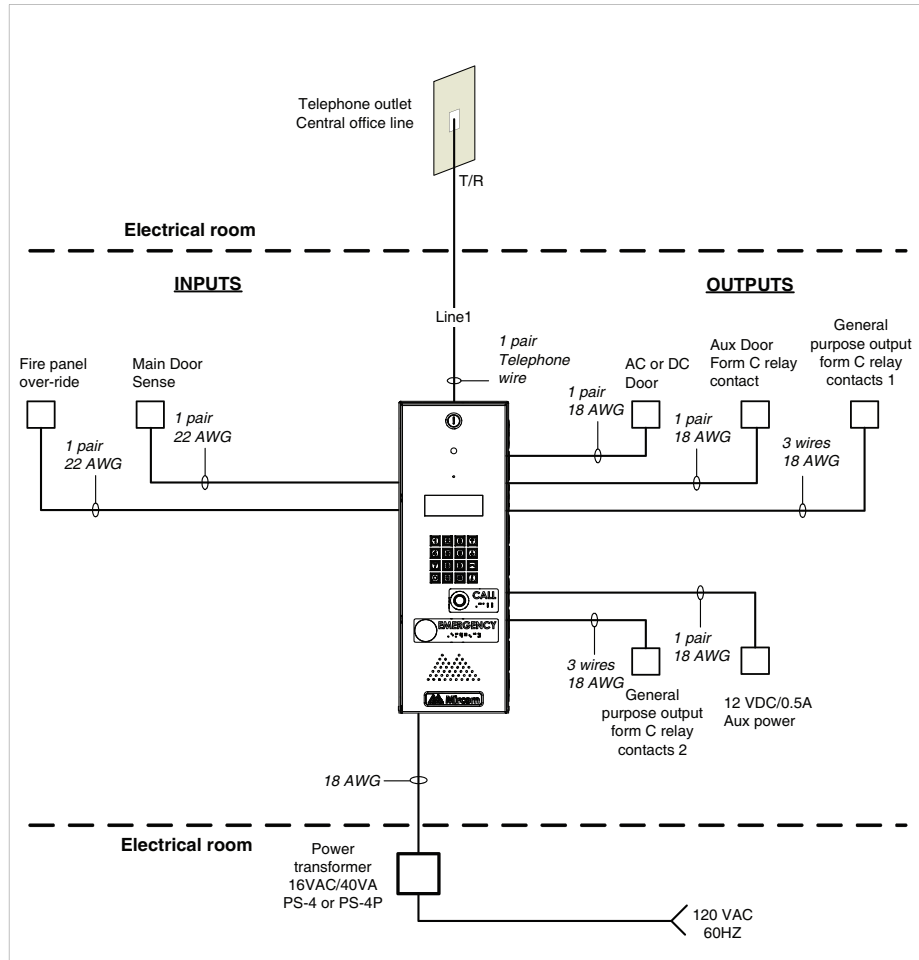 Telephone outlet
Central office line
T/R
Electrical room
INPUTS
OUTPUTS
Line1
1 pair
Telephone
wire
Fire panel
over-ride
Main Door
Sense
AC or DC
Door
Aux Door
Form C relay
contact
General
purpose output
form C relay
contacts 1
1 pair
22 AWG
1 pair
22 AWG
1 pair
18 AWG
1 pair
18 AWG
3 wires
18 AWG
CALL
EMERGENCY
Mircom
3 wires
18 AWG
1 pair
18 AWG
General
purpose output
form C relay
contacts 2
12 VDC/0.5A
Aux power
18 AWG
Electrical room
Power
transformer
16VAC/40VA
PS-4 or PS-4P
120 VAC
60HZ